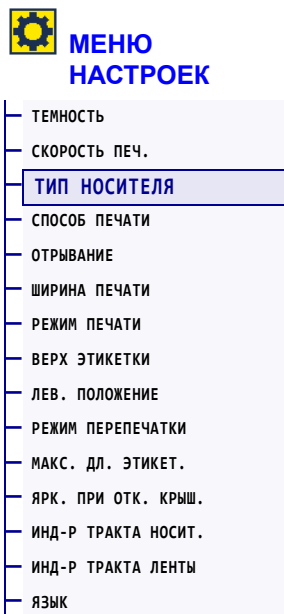 МЕНЮ
НАСТРОЕК
ТЕМНОСТЬ
СКОРОСТЬ ПЕЧ.
ТИП НОСИТЕЛЯ
СПОСОБ ПЕЧАТИ
ОТРЫВАНИЕ
ШИРИНА ПЕЧАТИ
РЕЖИМ ПЕЧАТИ
ВЕРХ ЭТИКЕТКИ
ЛЕВ. ПОЛОЖЕНИЕ
РЕЖИМ ПЕРЕПЕЧАТКИ
МАКС. ДЛ. ЭТИКЕТ.
ЯРК. ПРИ ОТК. КРЫШ.
ИНД-Р ТРАКТА НОСИТ.
ИНД-Р ТРАКТА ЛЕНТЫ
ЯЗЫК